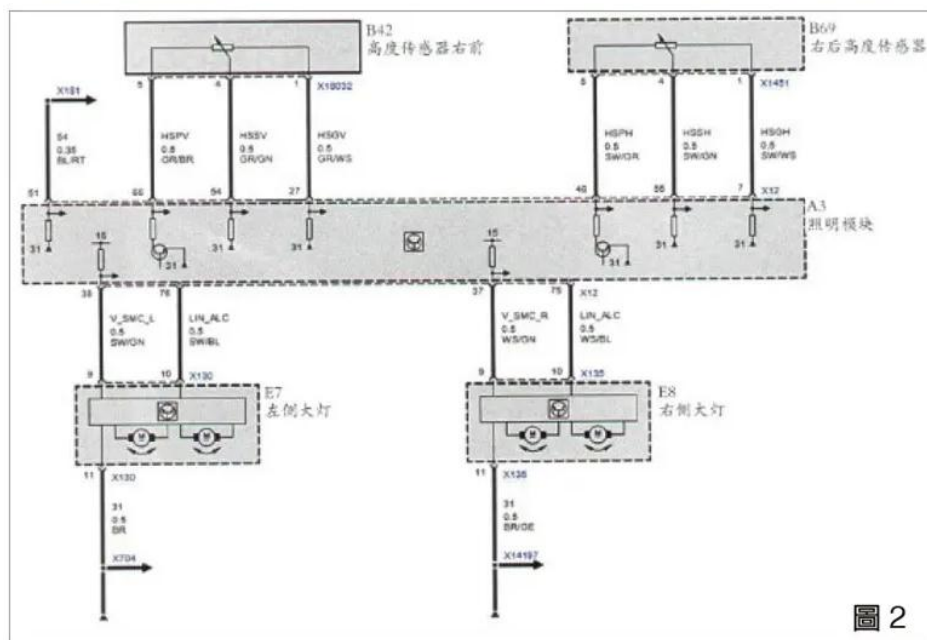 B42
高度传感器右前
B69
右后高度传感器
5 4 1 X18032
5 4 1 X1451
X181
54
0.35
BL/RT
HSPV
0.5
GR/BR
HSSV
0.5
GR/GN
HSGV
0.5
GR/WS
HSPH
0.5
SW/GR
HSSH
0.5
SW/GN
HSGH
0.5
SW/WS
51 66 54 27
48 55 7 X12
A3
照明模块
31 31 31 31
31 31 31
15
15
38 76
37 75 X12
V_SMC_L
0.5
SW/GN
LIN_ALC
0.5
SW/BL
V_SMC_R
0.5
WS/GN
LIN_ALC
0.5
WS/BL
9 10 X130
9 10 X135
E7
左侧大灯
E8
右侧大灯
M M
M M
11 X130
11 X135
31
0.5
BR
31
0.5
BR/GE
X704
X14197
圖 2